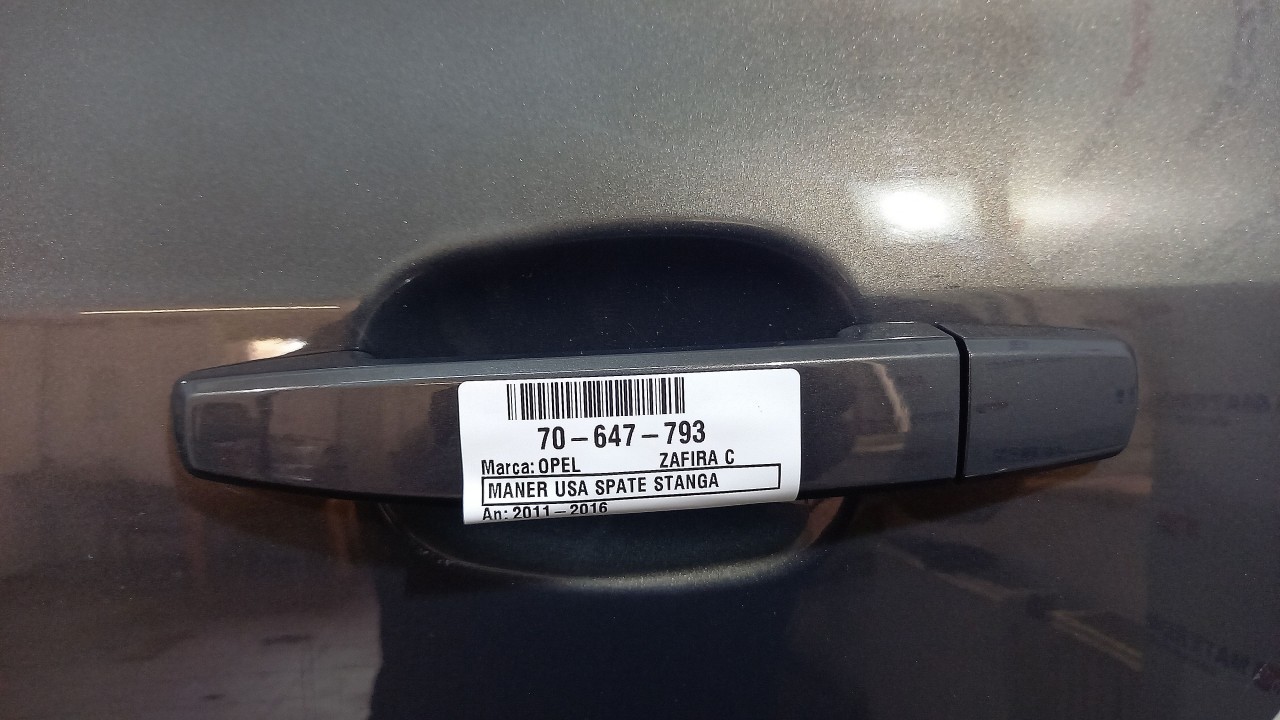 70-647-793
Marca: OPEL ZAFIRA C
MANER USA SPATE STANGA
An: 2011-2016